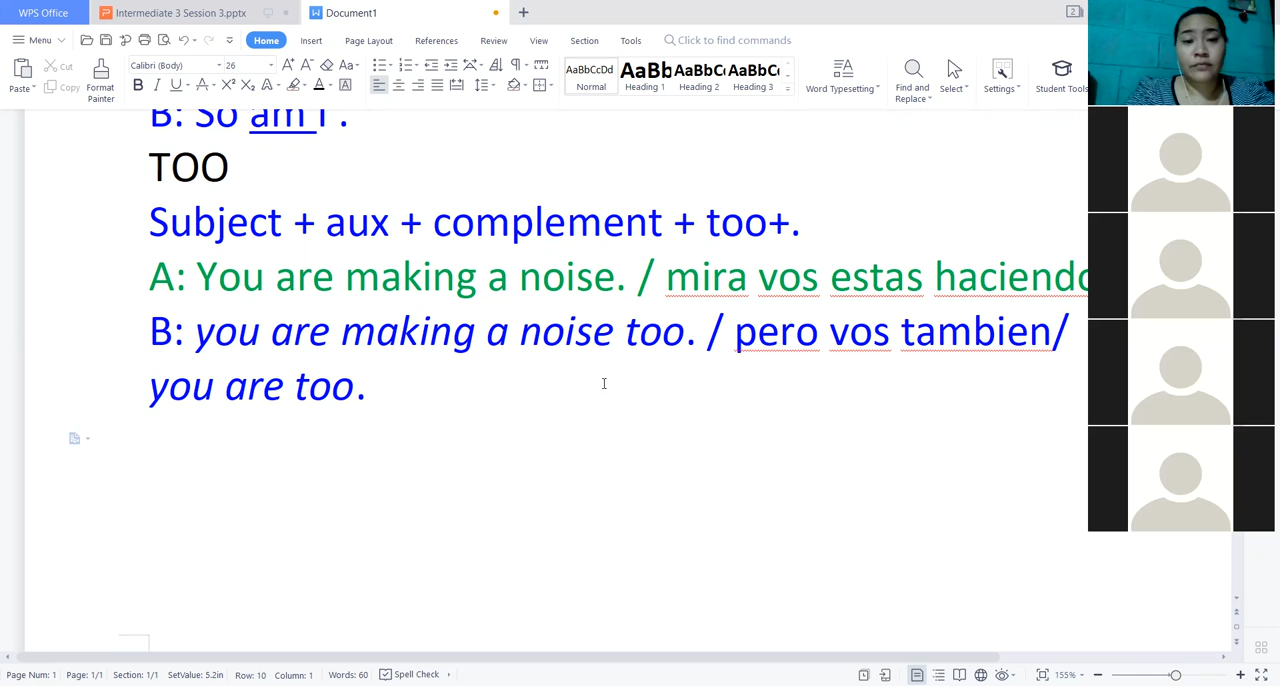 WPS Office Intermediate 3 Session 3.pptx Document1 2
Menu Home Insert Page Layout References Review View Section Tools Click to find commands
Paste Cut Copy Format Painter Calibri (Body) 26 AaBbCcDd Normal AaBb Heading 1 AaBbC Heading 2 AaBbC Heading 3 Word Typesetting Find and Replace Select Settings Student Tools
B: So am I .
TOO
Subject + aux + complement + too+.
A: You are making a noise. / mira vos estas haciendo
B: you are making a noise too. / pero vos tambien/
you are too.
Page Num: 1 Page: 1/1 Section: 1/1 SetValue: 5.2in Row: 10 Column: 1 Words: 60 Spell Check 155%